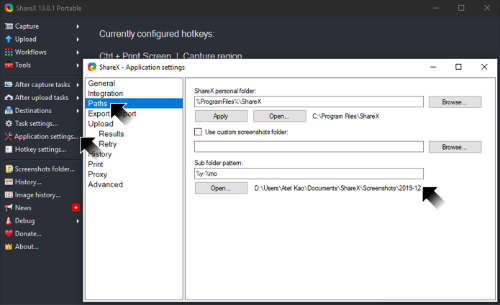 ShareX 13.0.1 Portable
Capture
Upload
Workflows
Tools
After capture tasks
After upload tasks
Destinations
Task settings...
Application settings...
Hotkey settings...
Screenshots folder...
History...
Image history...
News
Debug
Donate...
About...
Currently configured hotkeys:
Ctrl + Print Screen | Capture region
ShareX - Application settings
General
Integration
Paths
Export / Import
Upload
Results
Retry
History
Print
Proxy
Advanced
ShareX personal folder:
%ProgramFiles%\ShareX
Browse...
Apply
Open...
C:\Program Files\ShareX
Use custom screenshots folder:
Browse...
Sub folder pattern:
%y-%mo
Open...
D:\Users\Alet Kao\Documents\ShareX\Screenshots\2019-12